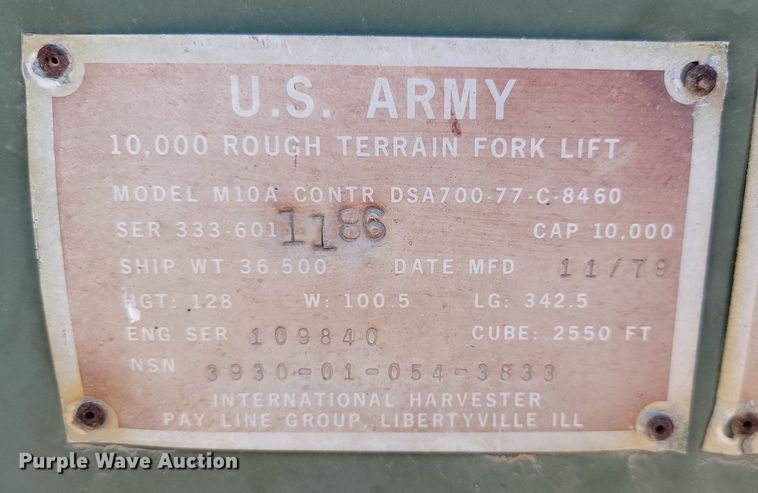 U.S. ARMY
10,000 ROUGH TERRAIN FORK LIFT
MODEL M10A CONTR DSA700-77-C-8460
SER 333-601 1186 CAP 10,000
SHIP WT 36,500 DATE MFD 11/79
HGT: 128 W: 100.5 LG: 342.5
ENG SER 109840 CUBE: 2550 FT
NSN 3930-01-054-3833
INTERNATIONAL HARVESTER
PAY LINE GROUP, LIBERTYVILLE ILL
Purple Wave Auction